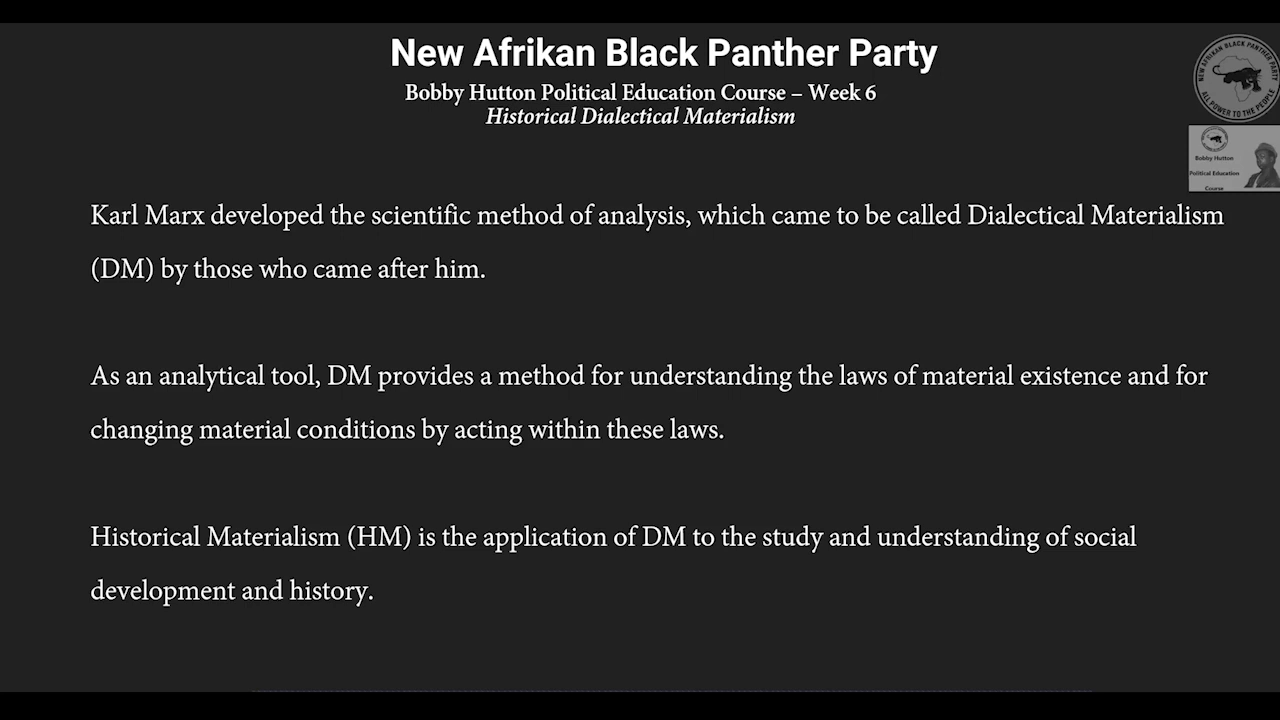 New Afrikan Black Panther Party
Bobby Hutton Political Education Course – Week 6
Historical Dialectical Materialism
NEW AFRIKAN BLACK PANTHER PARTY
ALL POWER TO THE PEOPLE
Bobby Hutton
Political Education
Course
Karl Marx developed the scientific method of analysis, which came to be called Dialectical Materialism
(DM) by those who came after him.
As an analytical tool, DM provides a method for understanding the laws of material existence and for
changing material conditions by acting within these laws.
Historical Materialism (HM) is the application of DM to the study and understanding of social
development and history.